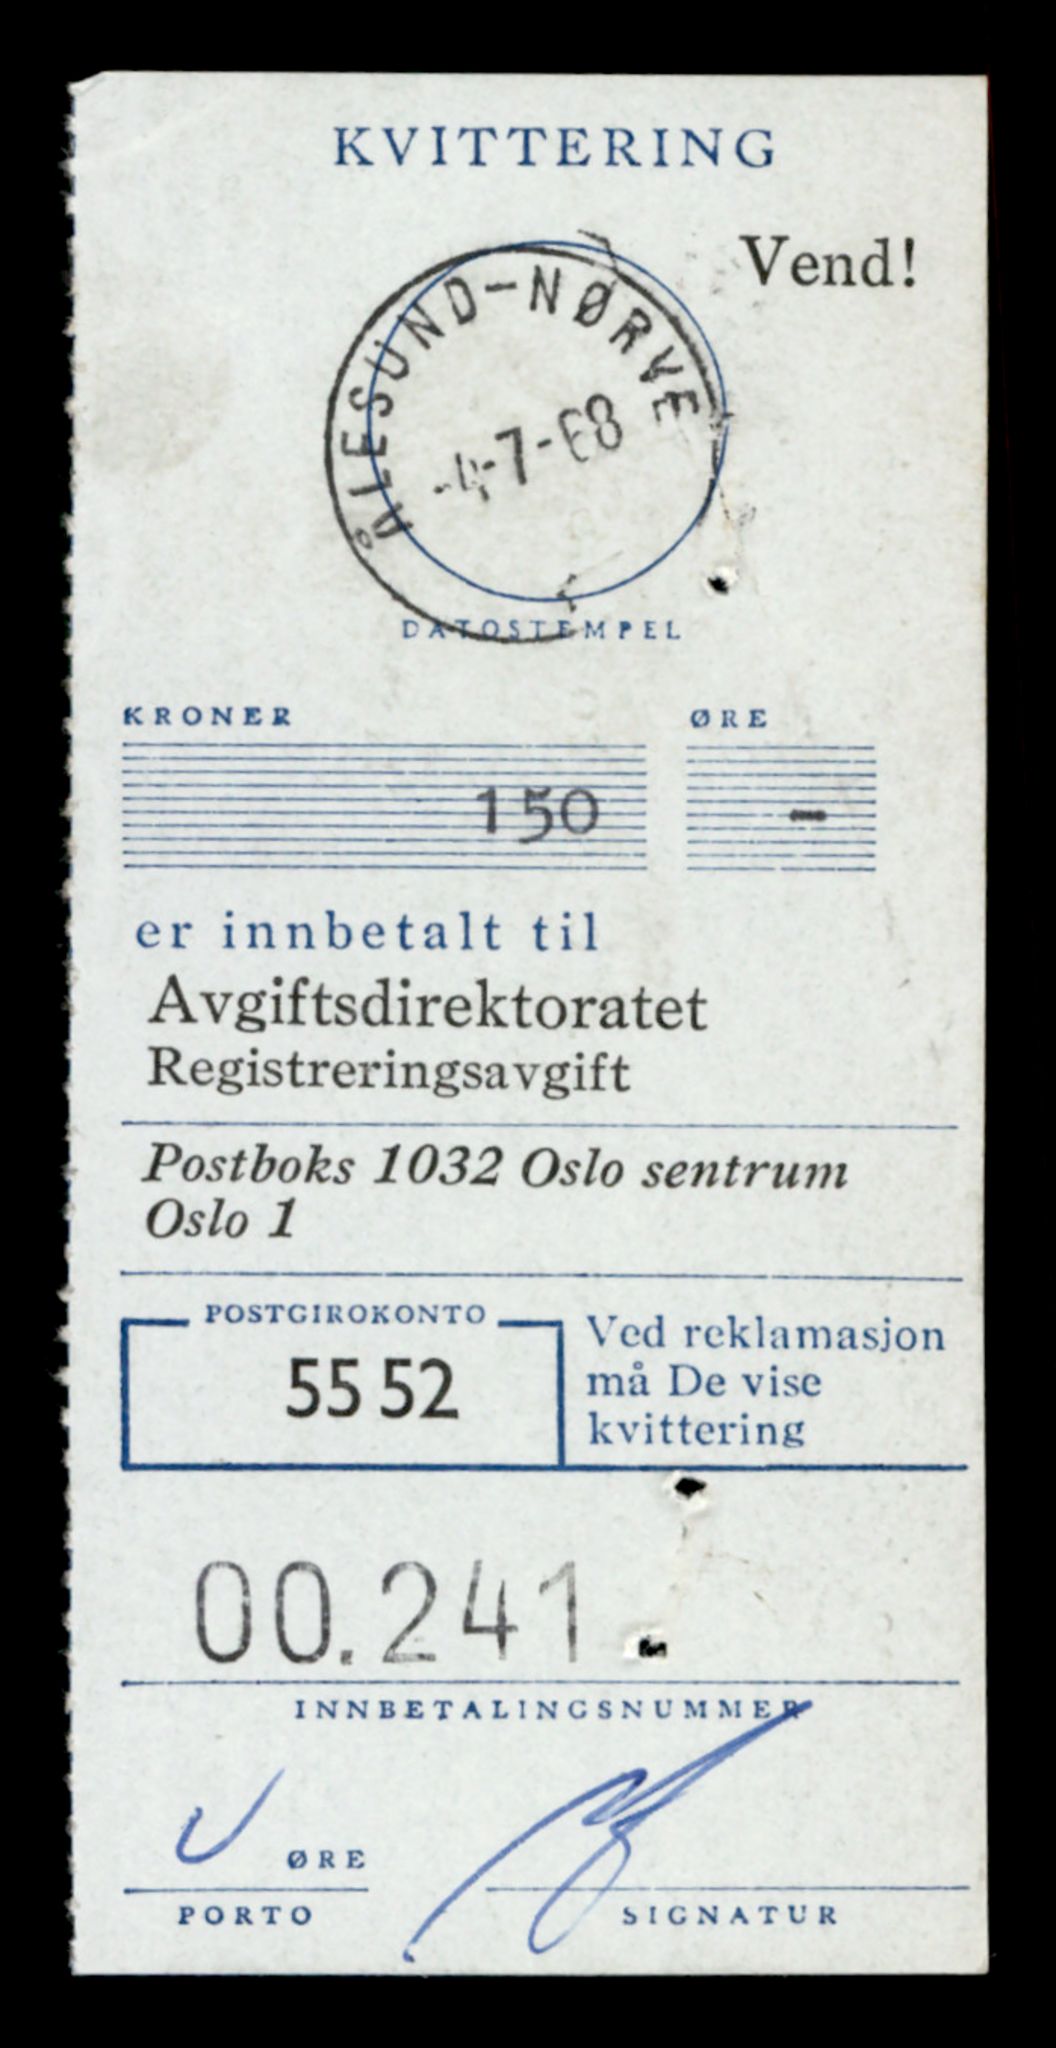 KVITTERING
Vend!
ÅLESUND-NØRVE
-4-7-68
DATOSTEMPEL
KRONER ØRE
150 -
er innbetalt til
Avgiftsdirektoratet
Registreringsavgift
Postboks 1032 Oslo sentrum
Oslo 1
POSTGIROKONTO
55 52
Ved reklamasjon
må De vise
kvittering
00.241
INNBETALINGSNUMMER
ØRE
PORTO SIGNATUR